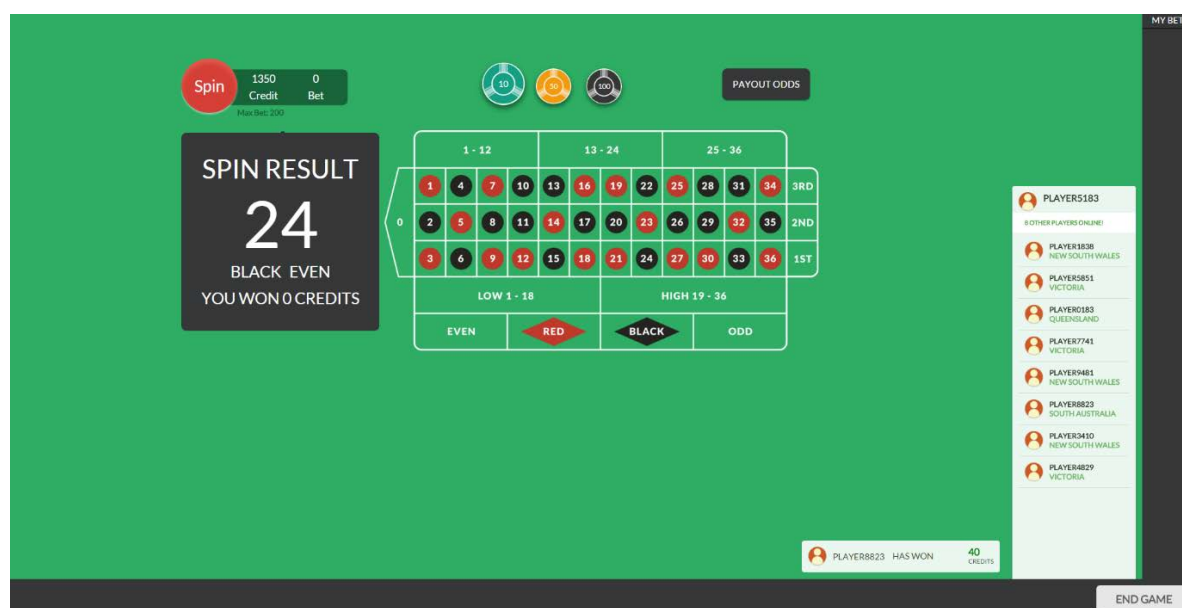 MY BET
Spin
1350 0
Credit Bet
Max Bet: 200
10
50
100
PAYOUT ODDS
SPIN RESULT
24
BLACK EVEN
YOU WON 0 CREDITS
1 - 12 13 - 24 25 - 36
1 4 7 10 13 16 19 22 25 28 31 34 3RD
0 2 5 8 11 14 17 20 23 26 29 32 35 2ND
3 6 9 12 15 18 21 24 27 30 33 36 1ST
LOW 1 - 18 HIGH 19 - 36
EVEN RED BLACK ODD
PLAYER5183
8 OTHER PLAYERS ONLINE!
PLAYER1838
NEW SOUTH WALES
PLAYER5851
VICTORIA
PLAYER0183
QUEENSLAND
PLAYER7741
VICTORIA
PLAYER9481
NEW SOUTH WALES
PLAYER8823
SOUTH AUSTRALIA
PLAYER3410
NEW SOUTH WALES
PLAYER4829
VICTORIA
PLAYER8823 HAS WON 40
CREDITS
END GAME